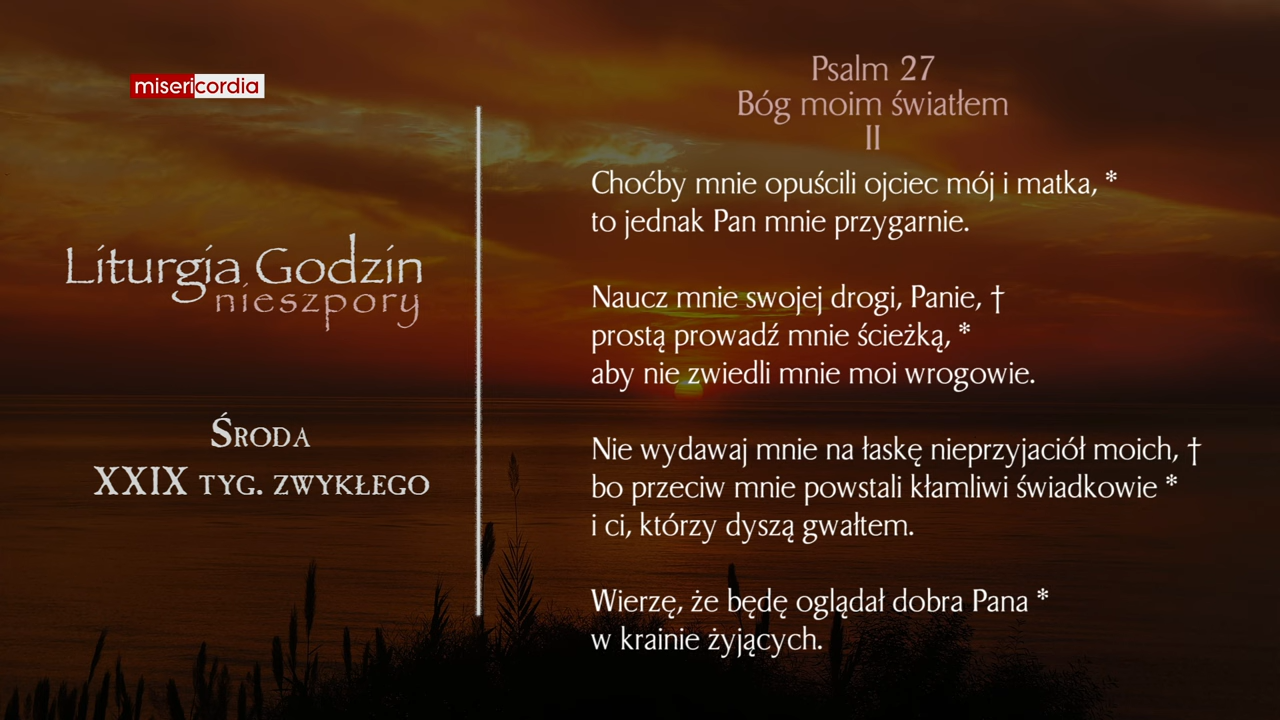 misericordia
Liturgia Godzin
nieszpory
Środa
XXIX tyg. zwykłego
Psalm 27
Bóg moim światłem
II
Choćby mnie opuścili ojciec mój i matka, *
to jednak Pan mnie przygarnie.
Naucz mnie swojej drogi, Panie, †
prostą prowadź mnie ścieżką, *
aby nie zwiedli mnie moi wrogowie.
Nie wydawaj mnie na łaskę nieprzyjaciół moich, †
bo przeciw mnie powstali kłamliwi świadkowie *
i ci, którzy dyszą gwałtem.
Wierzę, że będę oglądał dobra Pana *
w krainie żyjących.